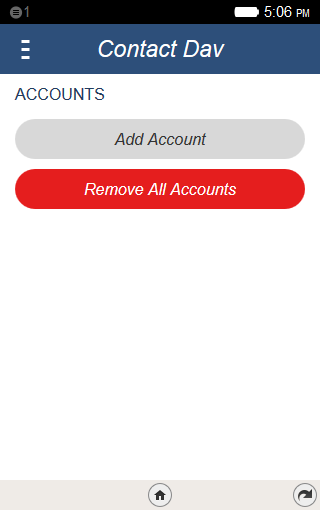 1 5:06 PM
Contact Dav
ACCOUNTS
Add Account
Remove All Accounts